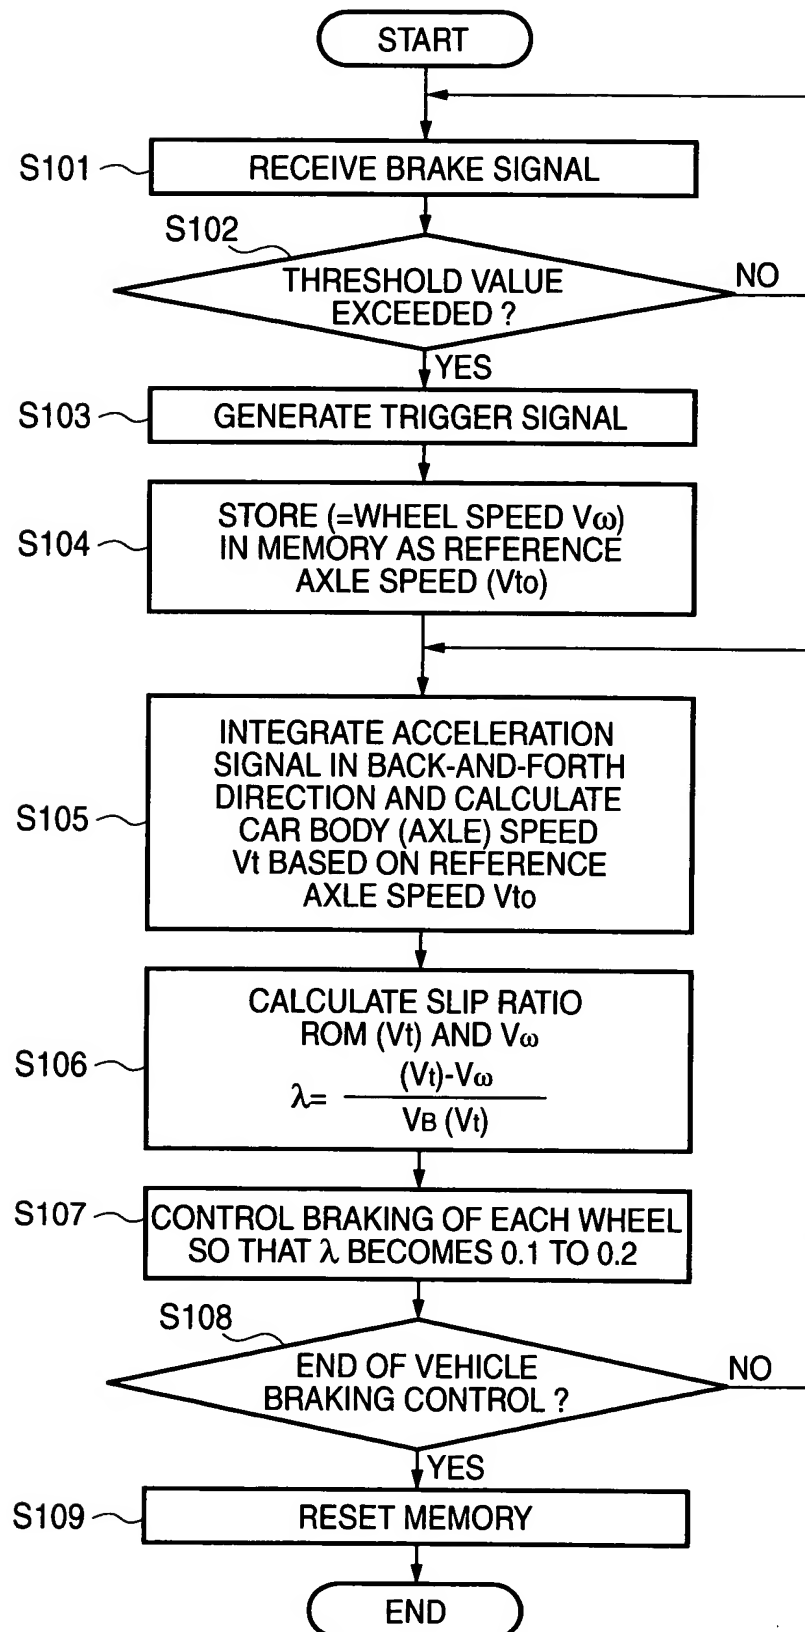 START
S101
RECEIVE BRAKE SIGNAL
S102
THRESHOLD VALUE
EXCEEDED ?
NO
YES
S103
GENERATE TRIGGER SIGNAL
S104
STORE (=WHEEL SPEED Vω)
IN MEMORY AS REFERENCE
AXLE SPEED (Vto)
S105
INTEGRATE ACCELERATION
SIGNAL IN BACK-AND-FORTH
DIRECTION AND CALCULATE
CAR BODY (AXLE) SPEED
Vt BASED ON REFERENCE
AXLE SPEED Vto
S106
CALCULATE SLIP RATIO
ROM (Vt) AND Vω
(Vt)-Vω
λ=
VB (Vt)
S107
CONTROL BRAKING OF EACH WHEEL
SO THAT λ BECOMES 0.1 TO 0.2
S108
END OF VEHICLE
BRAKING CONTROL ?
NO
YES
S109
RESET MEMORY
END